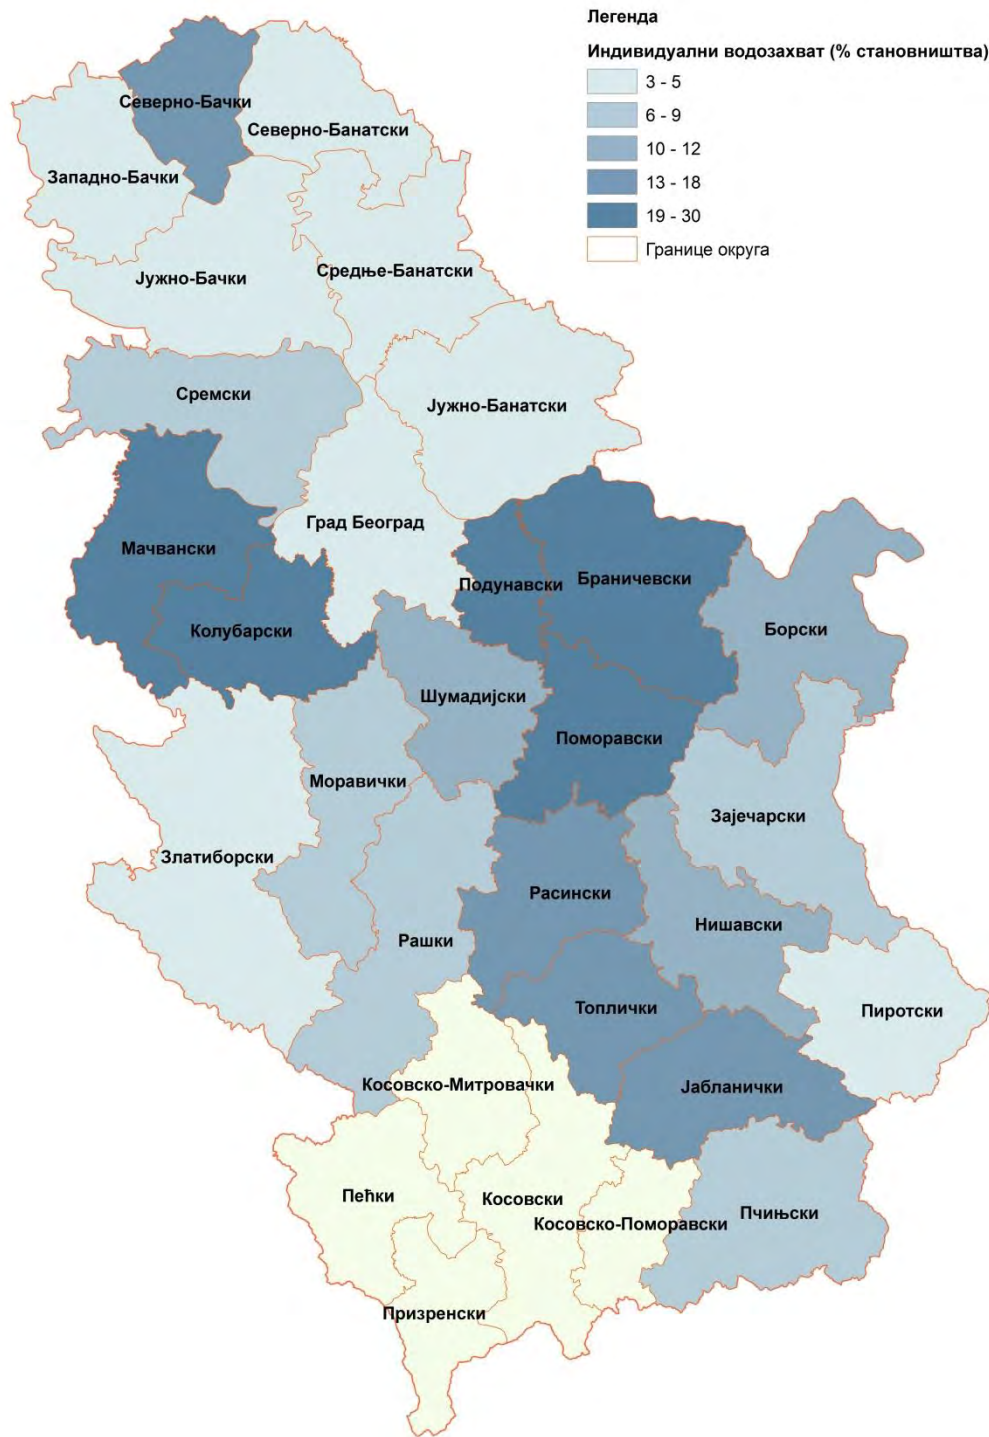 Легенда
Индивидуални водозахват (% становништва)
3 - 5
6 - 9
10 - 12
13 - 18
19 - 30
Границе округа
Северно-Бачки
Северно-Банатски
Западно-Бачки
Јужно-Бачки
Средње-Банатски
Сремски
Јужно-Банатски
Град Београд
Мачвански
Подунавски
Браничевски
Колубарски
Борски
Шумадијски
Поморавски
Моравички
Зајечарски
Златиборски
Расински
Нишавски
Рашки
Топлички
Пиротски
Косовско-Митровачки
Јабланички
Пећки
Косовски
Косовско-Поморавски
Пчињски
Призренски